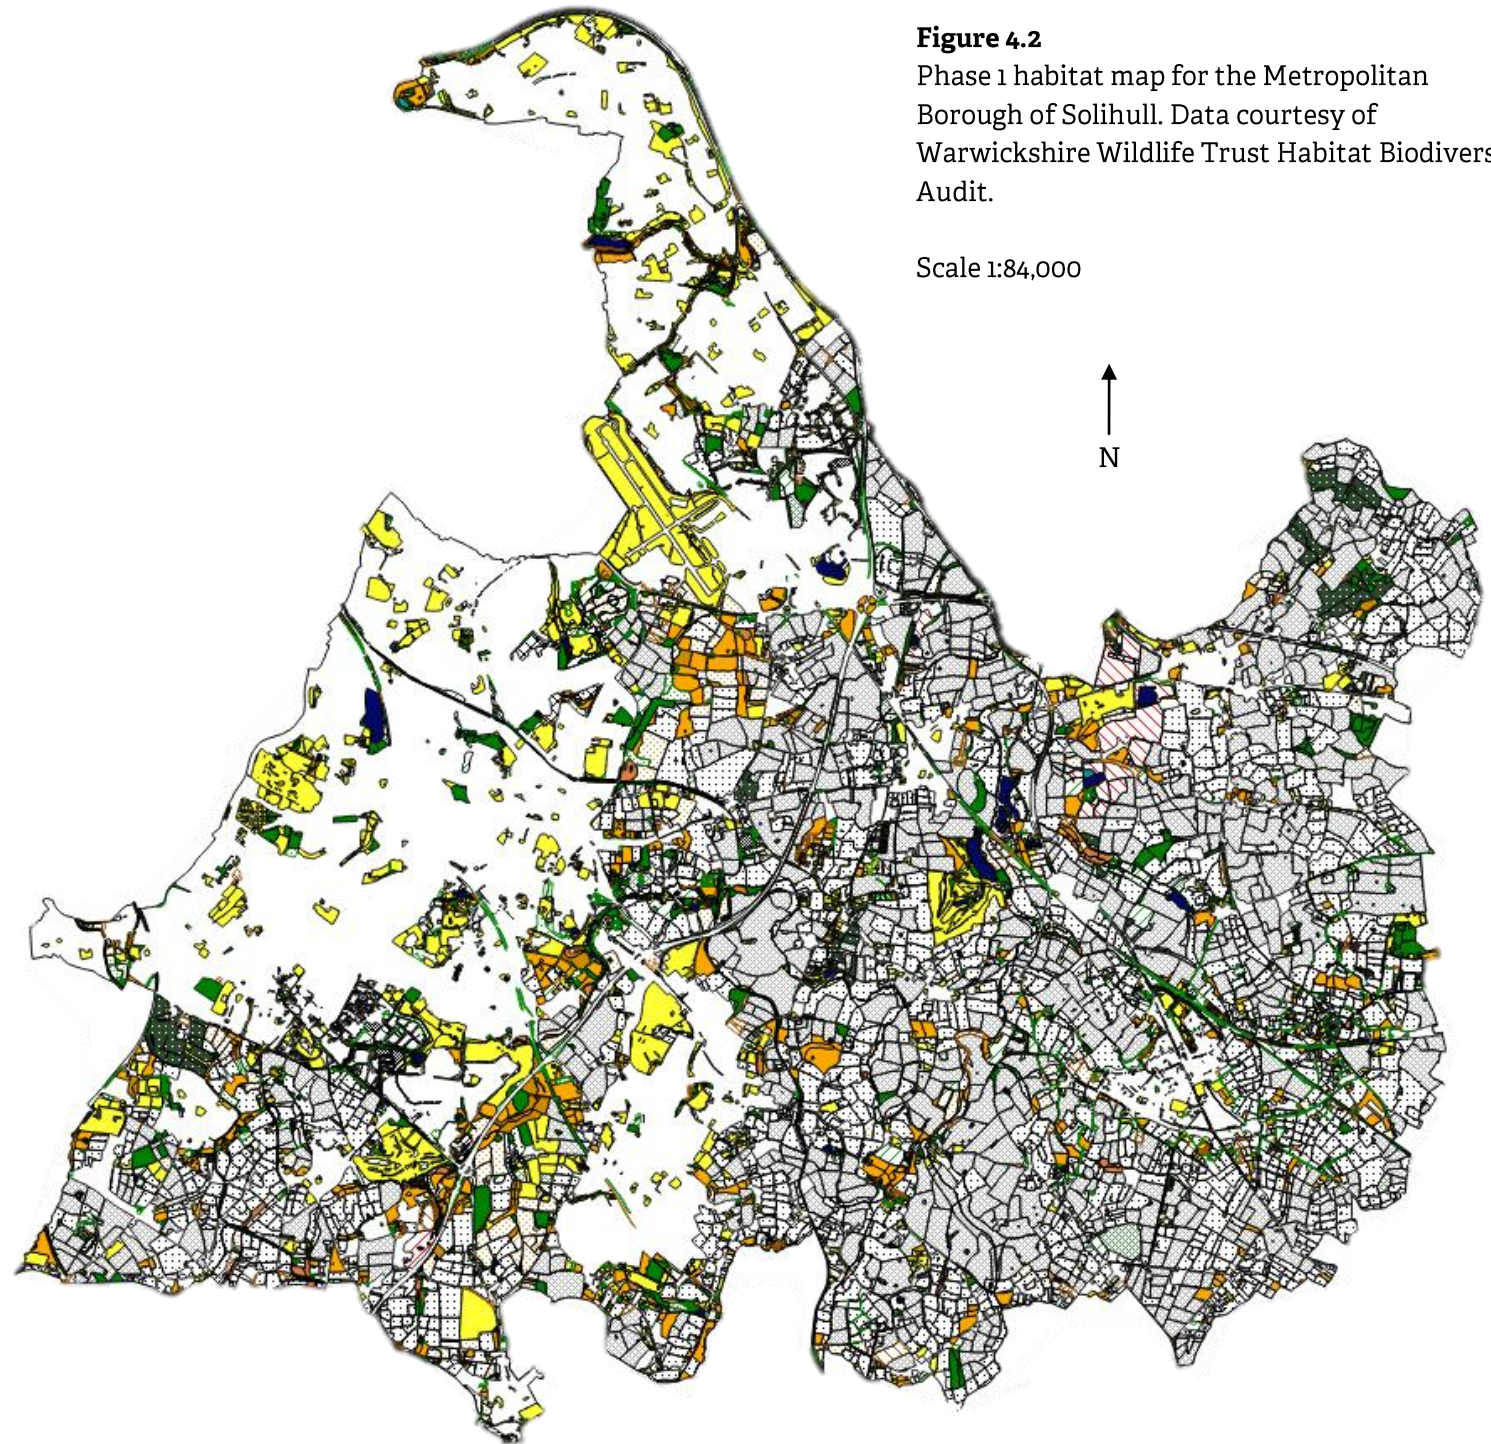 Figure 4.2
Phase 1 habitat map for the Metropolitan
Borough of Solihull. Data courtesy of
Warwickshire Wildlife Trust Habitat Biodivers
Audit.
Scale 1:84,000
N